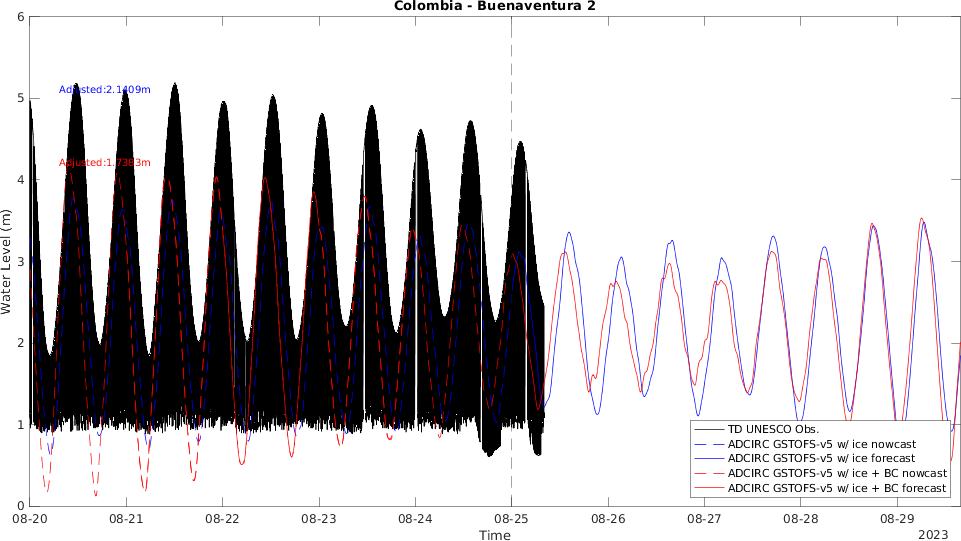 Colombia - Buenaventura 2
Water Level (m)
6
5
4
3
2
1
0
Adjusted:2.1409m
Adjusted:1.7383m
08-20
08-21
08-22
08-23
08-24
08-25
08-26
08-27
08-28
08-29
Time
2023
TD UNESCO Obs.
ADCIRC GSTOFS-v5 w/ ice nowcast
ADCIRC GSTOFS-v5 w/ ice forecast
ADCIRC GSTOFS-v5 w/ ice + BC nowcast
ADCIRC GSTOFS-v5 w/ ice + BC forecast